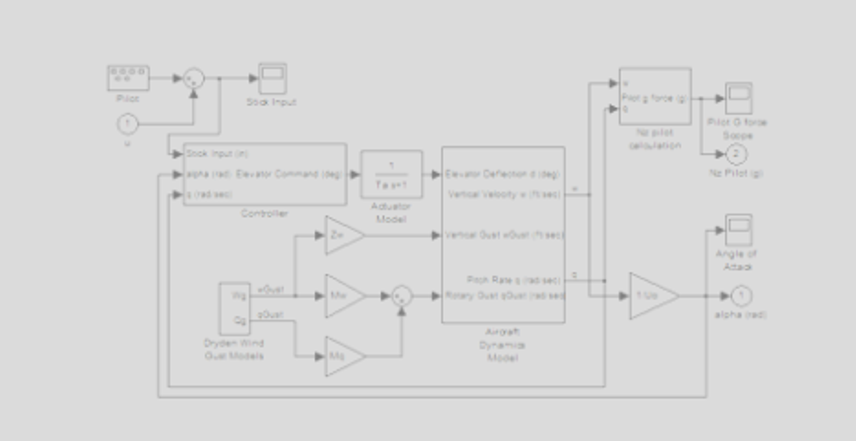 Pilot
Stick Input
1
u
Stick Input (in)
alpha (rad) Elevator Command (deg)
q (rad/sec)
Controller
1
Ta s+1
Actuator
Model
Elevator Deflection d (deg)
Vertical Velocity w (ft/sec)
Vertical Gust wGust (ft/sec)
Pitch Rate q (rad/sec)
Rotary Gust qGust (rad/sec)
Aircraft
Dynamics
Model
w
q
Zw
Mw
Mq
Wg
Qg
wGust
qGust
Dryden Wind
Gust Models
w
Pilot g force (g)
q
Nz pilot
calculation
Pilot G force
Scope
2
Nz Pilot (g)
Angle of
Attack
1/Uo
1
alpha (rad)